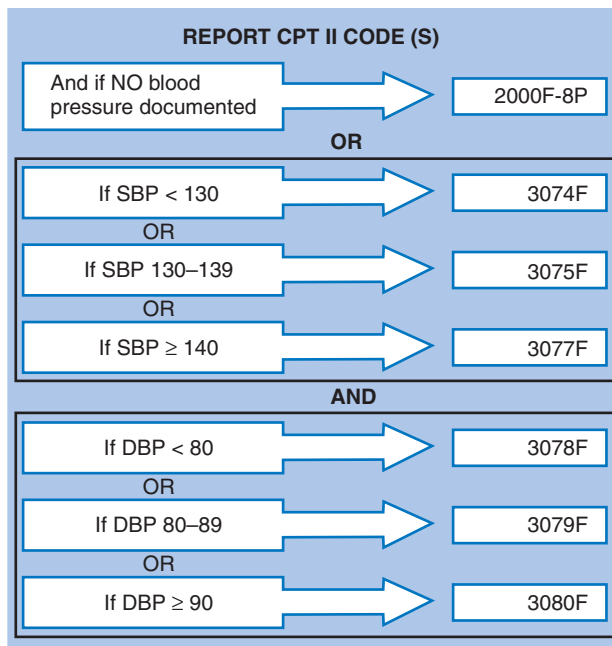 REPORT CPT II CODE (S)
And if NO blood
pressure documented
2000F-8P
OR
If SBP < 130
3074F
OR
If SBP 130–139
3075F
OR
If SBP ≥ 140
3077F
AND
If DBP < 80
3078F
OR
If DBP 80–89
3079F
OR
If DBP ≥ 90
3080F